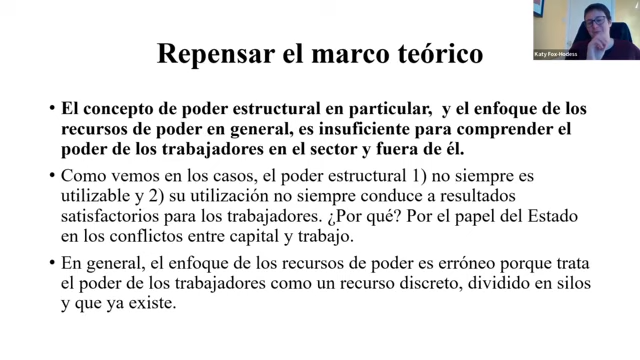 Katy Fox-Hodess
Repensar el marco teórico
• El concepto de poder estructural en particular, y el enfoque de los
recursos de poder en general, es insuficiente para comprender el
poder de los trabajadores en el sector y fuera de él.
• Como vemos en los casos, el poder estructural 1) no siempre es
utilizable y 2) su utilización no siempre conduce a resultados
satisfactorios para los trabajadores. ¿Por qué? Por el papel del Estado
en los conflictos entre capital y trabajo.
• En general, el enfoque de los recursos de poder es erróneo porque trata
el poder de los trabajadores como un recurso discreto, dividido en silos
y que ya existe.